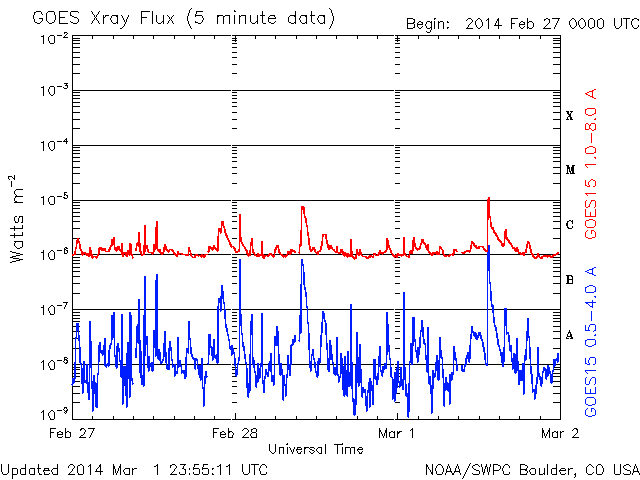 GOES Xray Flux (5 minute data)
Begin: 2014 Feb 27 0000 UTC
10⁻²
10⁻³
10⁻⁴
10⁻⁵
10⁻⁶
10⁻⁷
10⁻⁸
10⁻⁹
Watts m⁻²
X
M
C
B
A
GOES15 1.0-8.0 A
GOES15 0.5-4.0 A
Feb 27
Feb 28
Mar 1
Mar 2
Universal Time
Updated 2014 Mar 1 23:55:11 UTC
NOAA/SWPC Boulder, CO USA